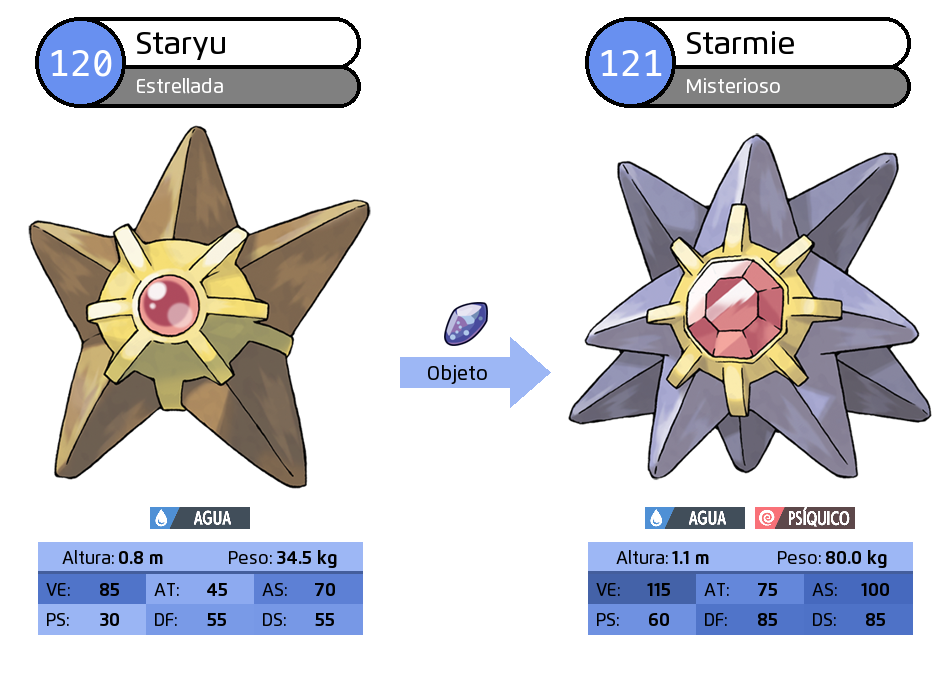 120 Staryu
Estrellada
121 Starmie
Misterioso
Objeto
AGUA
AGUA PSÍQUICO
Altura: 0.8 m Peso: 34.5 kg
VE: 85 AT: 45 AS: 70
PS: 30 DF: 55 DS: 55
Altura: 1.1 m Peso: 80.0 kg
VE: 115 AT: 75 AS: 100
PS: 60 DF: 85 DS: 85